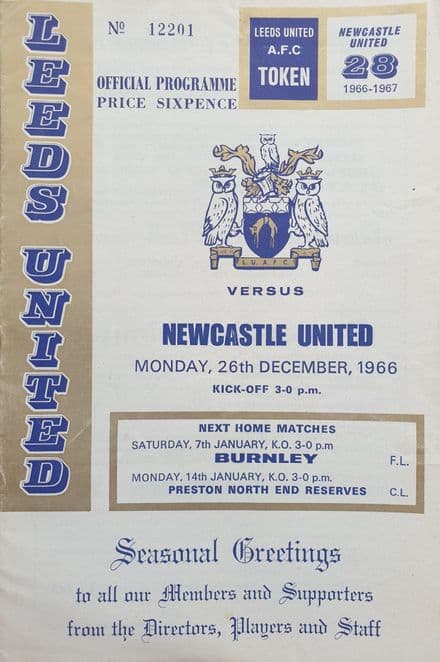 LEEDS UNITED
Nº 12201
OFFICIAL PROGRAMME
PRICE SIXPENCE
LEEDS UNITED
A.F.C
TOKEN
NEWCASTLE
UNITED
28
1966-1967
L.U.A.F.C.
VERSUS
NEWCASTLE UNITED
MONDAY, 26th DECEMBER, 1966
KICK-OFF 3-0 p.m.
NEXT HOME MATCHES
SATURDAY, 7th JANUARY, K.O. 3-0 p.m
BURNLEY F.L.
MONDAY, 14th JANUARY, K.O. 3-0 p.m.
PRESTON NORTH END RESERVES C.L.
Seasonal Greetings
to all our Members and Supporters
from the Directors, Players and Staff